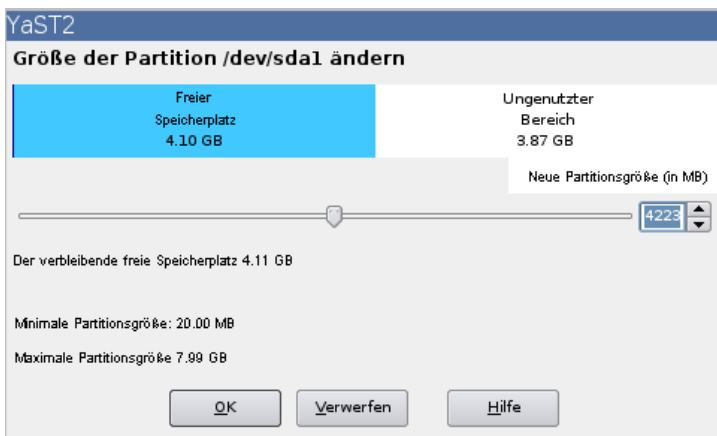 YaST2
Größe der Partition /dev/sda1 ändern
Freier
Speicherplatz
4.10 GB
Ungenutzter
Bereich
3.87 GB
Neue Partitionsgröße (in MB)
4223
Der verbleibende freie Speicherplatz 4.11 GB
Minimale Partitionsgröße: 20.00 MB
Maximale Partitionsgröße 7.99 GB
OK
Verwerfen
Hilfe